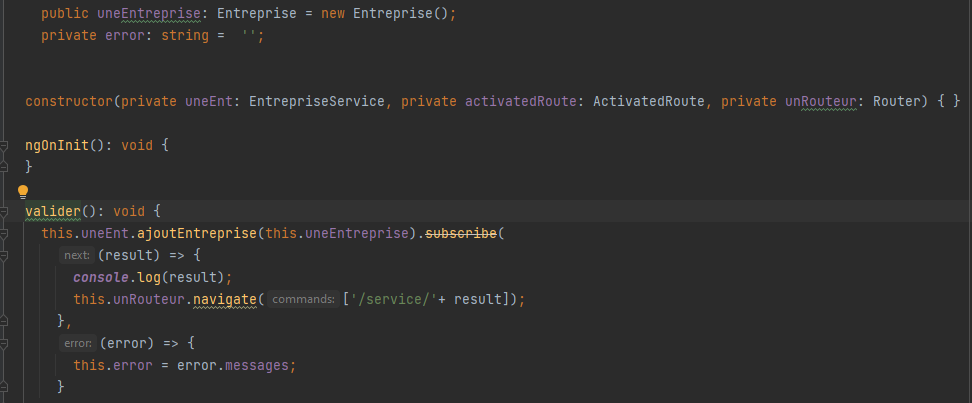 public uneEntreprise: Entreprise = new Entreprise();
private error: string =  '';
constructor(private uneEnt: EntrepriseService, private activatedRoute: ActivatedRoute, private unRouteur: Router) { }
ngOnInit(): void {
}
valider(): void {
this.uneEnt.ajoutEntreprise(this.uneEntreprise).subscribe(
next: (result) => {
console.log(result);
this.unRouteur.navigate( commands: ['/service/'+ result]);
},
error: (error) => {
this.error = error.messages;
}